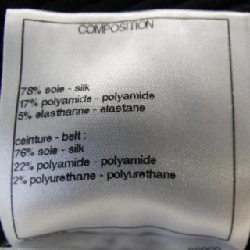 COMPOSITION
78% soie - silk
17% polyamide - polyamide
5% elasthanne - elastane
ceinture - belt :
76% soie - silk
22% polyamide - polyamide
2% polyurethane - polyurethane